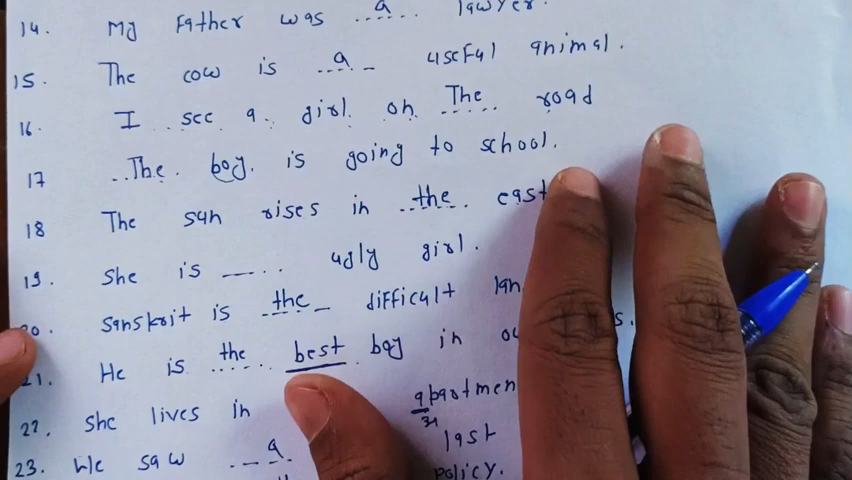 14. My Father was ...a... lawyer.
15. The cow is ...a... useful animal.
16. I see a girl on ..The.. road
17 ..The. boy. is going to school.
18 The sun rises in ..the.. east
19. She is ..... ugly girl.
20. Sanskrit is ..the.. difficult lan
21. He is ..the.. best boy in ou s.
22. She lives in apartmen
23. We saw ..a.. last
policy.